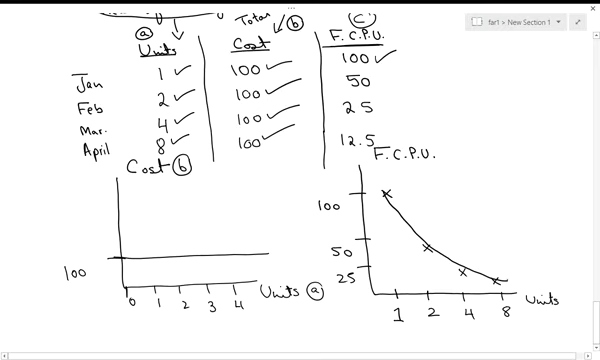 far1 > New Section 1
Total
ⓐ ⓑ Ⓒ
Units Cost F.C.P.U.
Jan 1 100 100
Feb 2 100 50
Mar. 4 100 25
April 8 100 12.5
Cost ⓑ
100
0 1 2 3 4
Units ⓐ
F.C.P.U.
100
50
25
1 2 4 8
Units